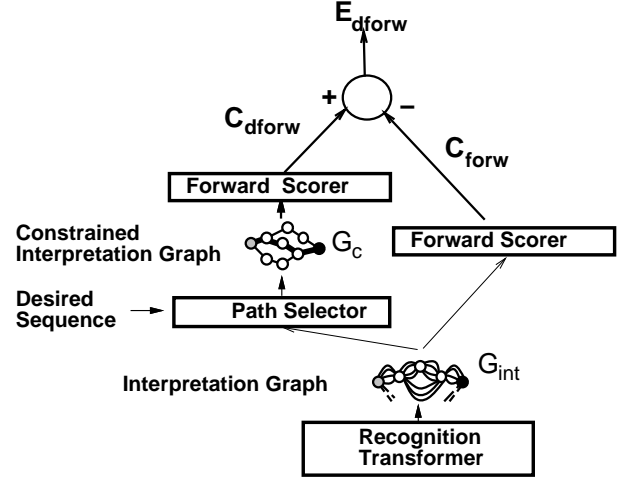 E_dforw
+ −
C_dforw
C_forw
Forward Scorer
Constrained
Interpretation Graph
G_c
Forward Scorer
Desired
Sequence
Path Selector
Interpretation Graph
G_int
Recognition
Transformer